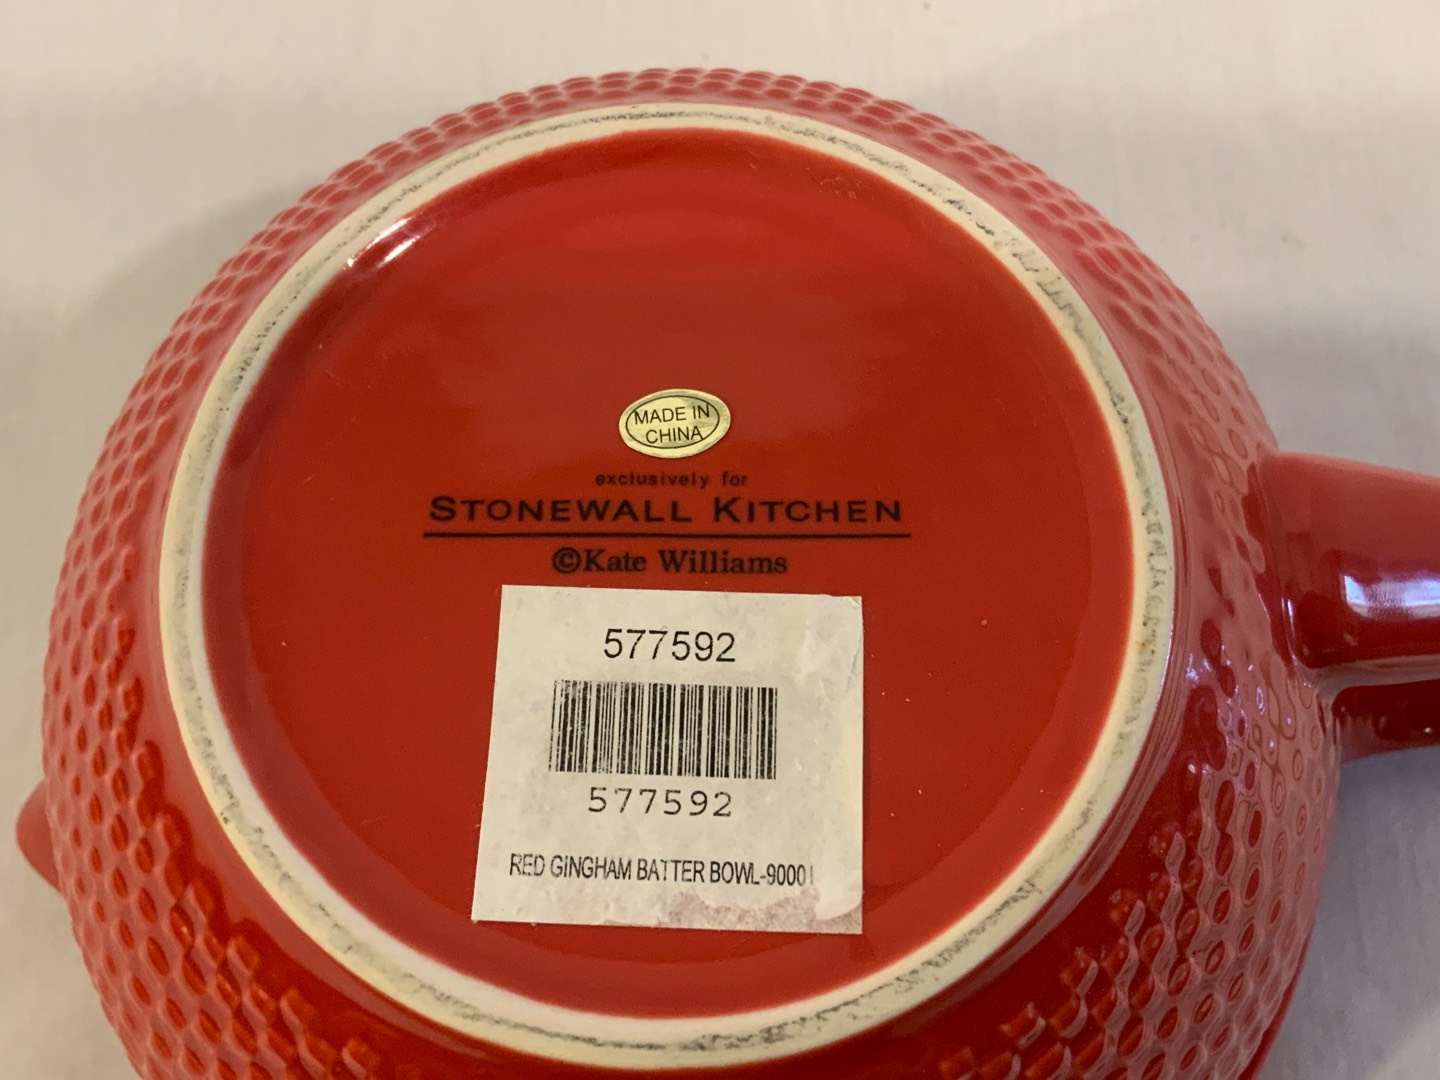 MADE IN
CHINA
exclusively for
STONEWALL KITCHEN
©Kate Williams
577592
577592
RED GINGHAM BATTER BOWL-90001